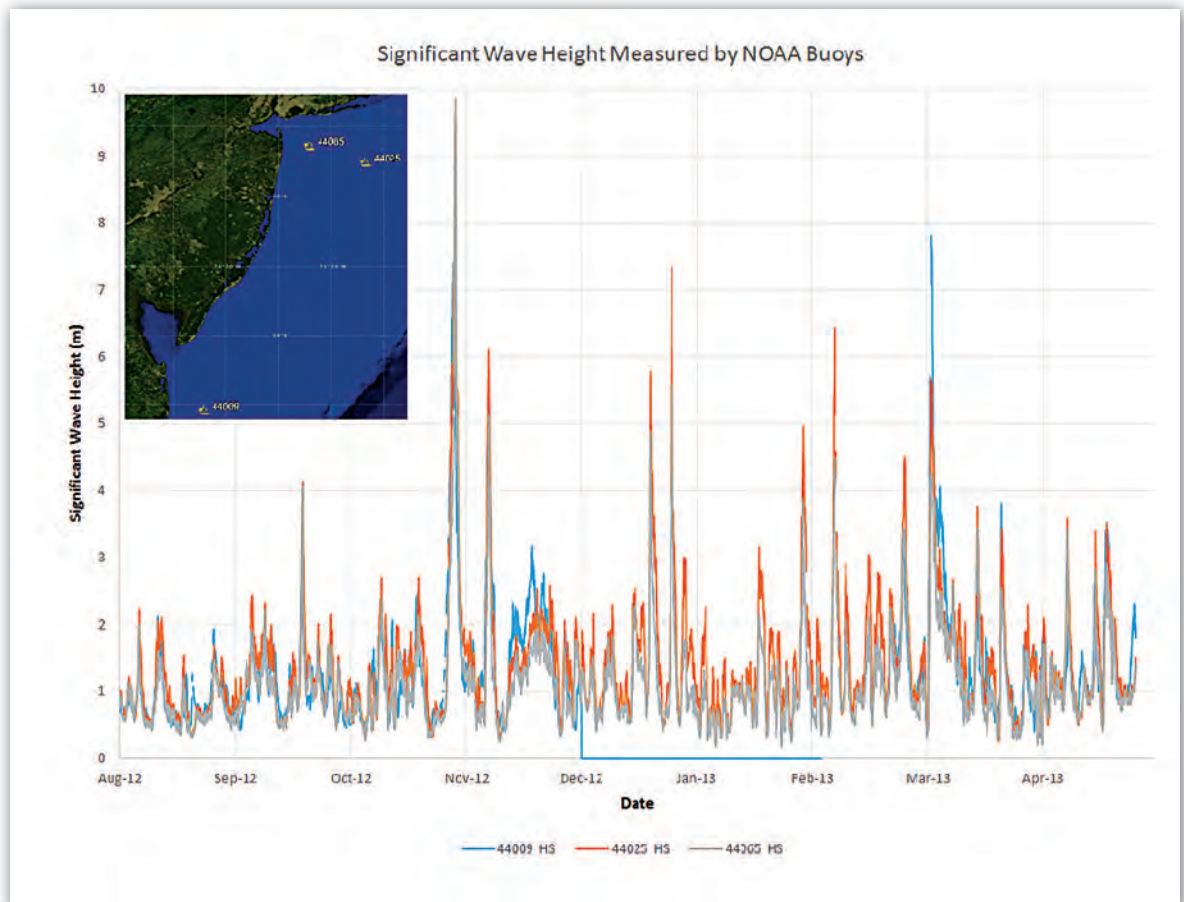 Significant Wave Height Measured by NOAA Buoys
10
9
8
7
6
5
4
3
2
1
0
Significant Wave Height (m)
44065
44025
44009
Aug-12 Sep-12 Oct-12 Nov-12 Dec-12 Jan-13 Feb-13 Mar-13 Apr-13
Date
44009 HS 44025 HS 44065 HS